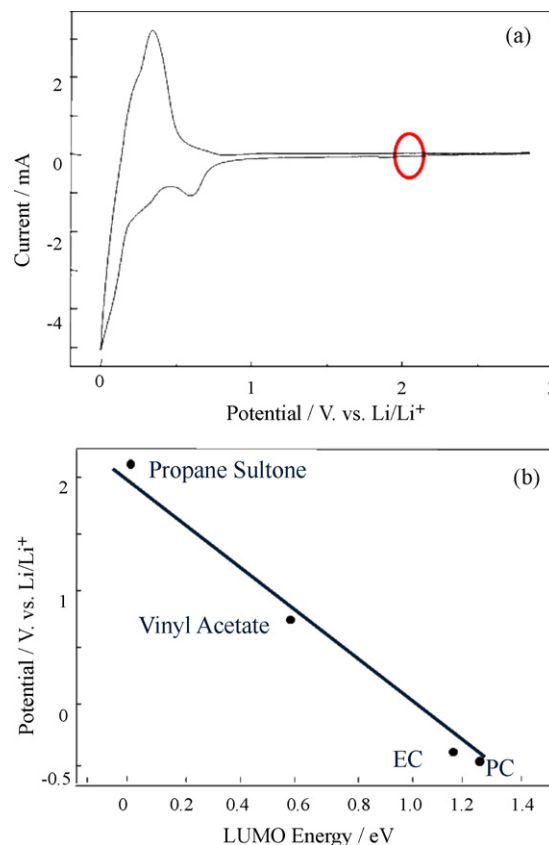 (a)
2
0
-2
-4
Current / mA
0
1
2
2
Potential / V. vs. Li/Li⁺
(b)
Propane Sultone
2
Vinyl Acetate
1
0
EC
PC
-0.5
Potential / V. vs. Li/Li⁺
0
0.2
0.4
0.6
0.8
1.0
1.2
1.4
LUMO Energy / eV